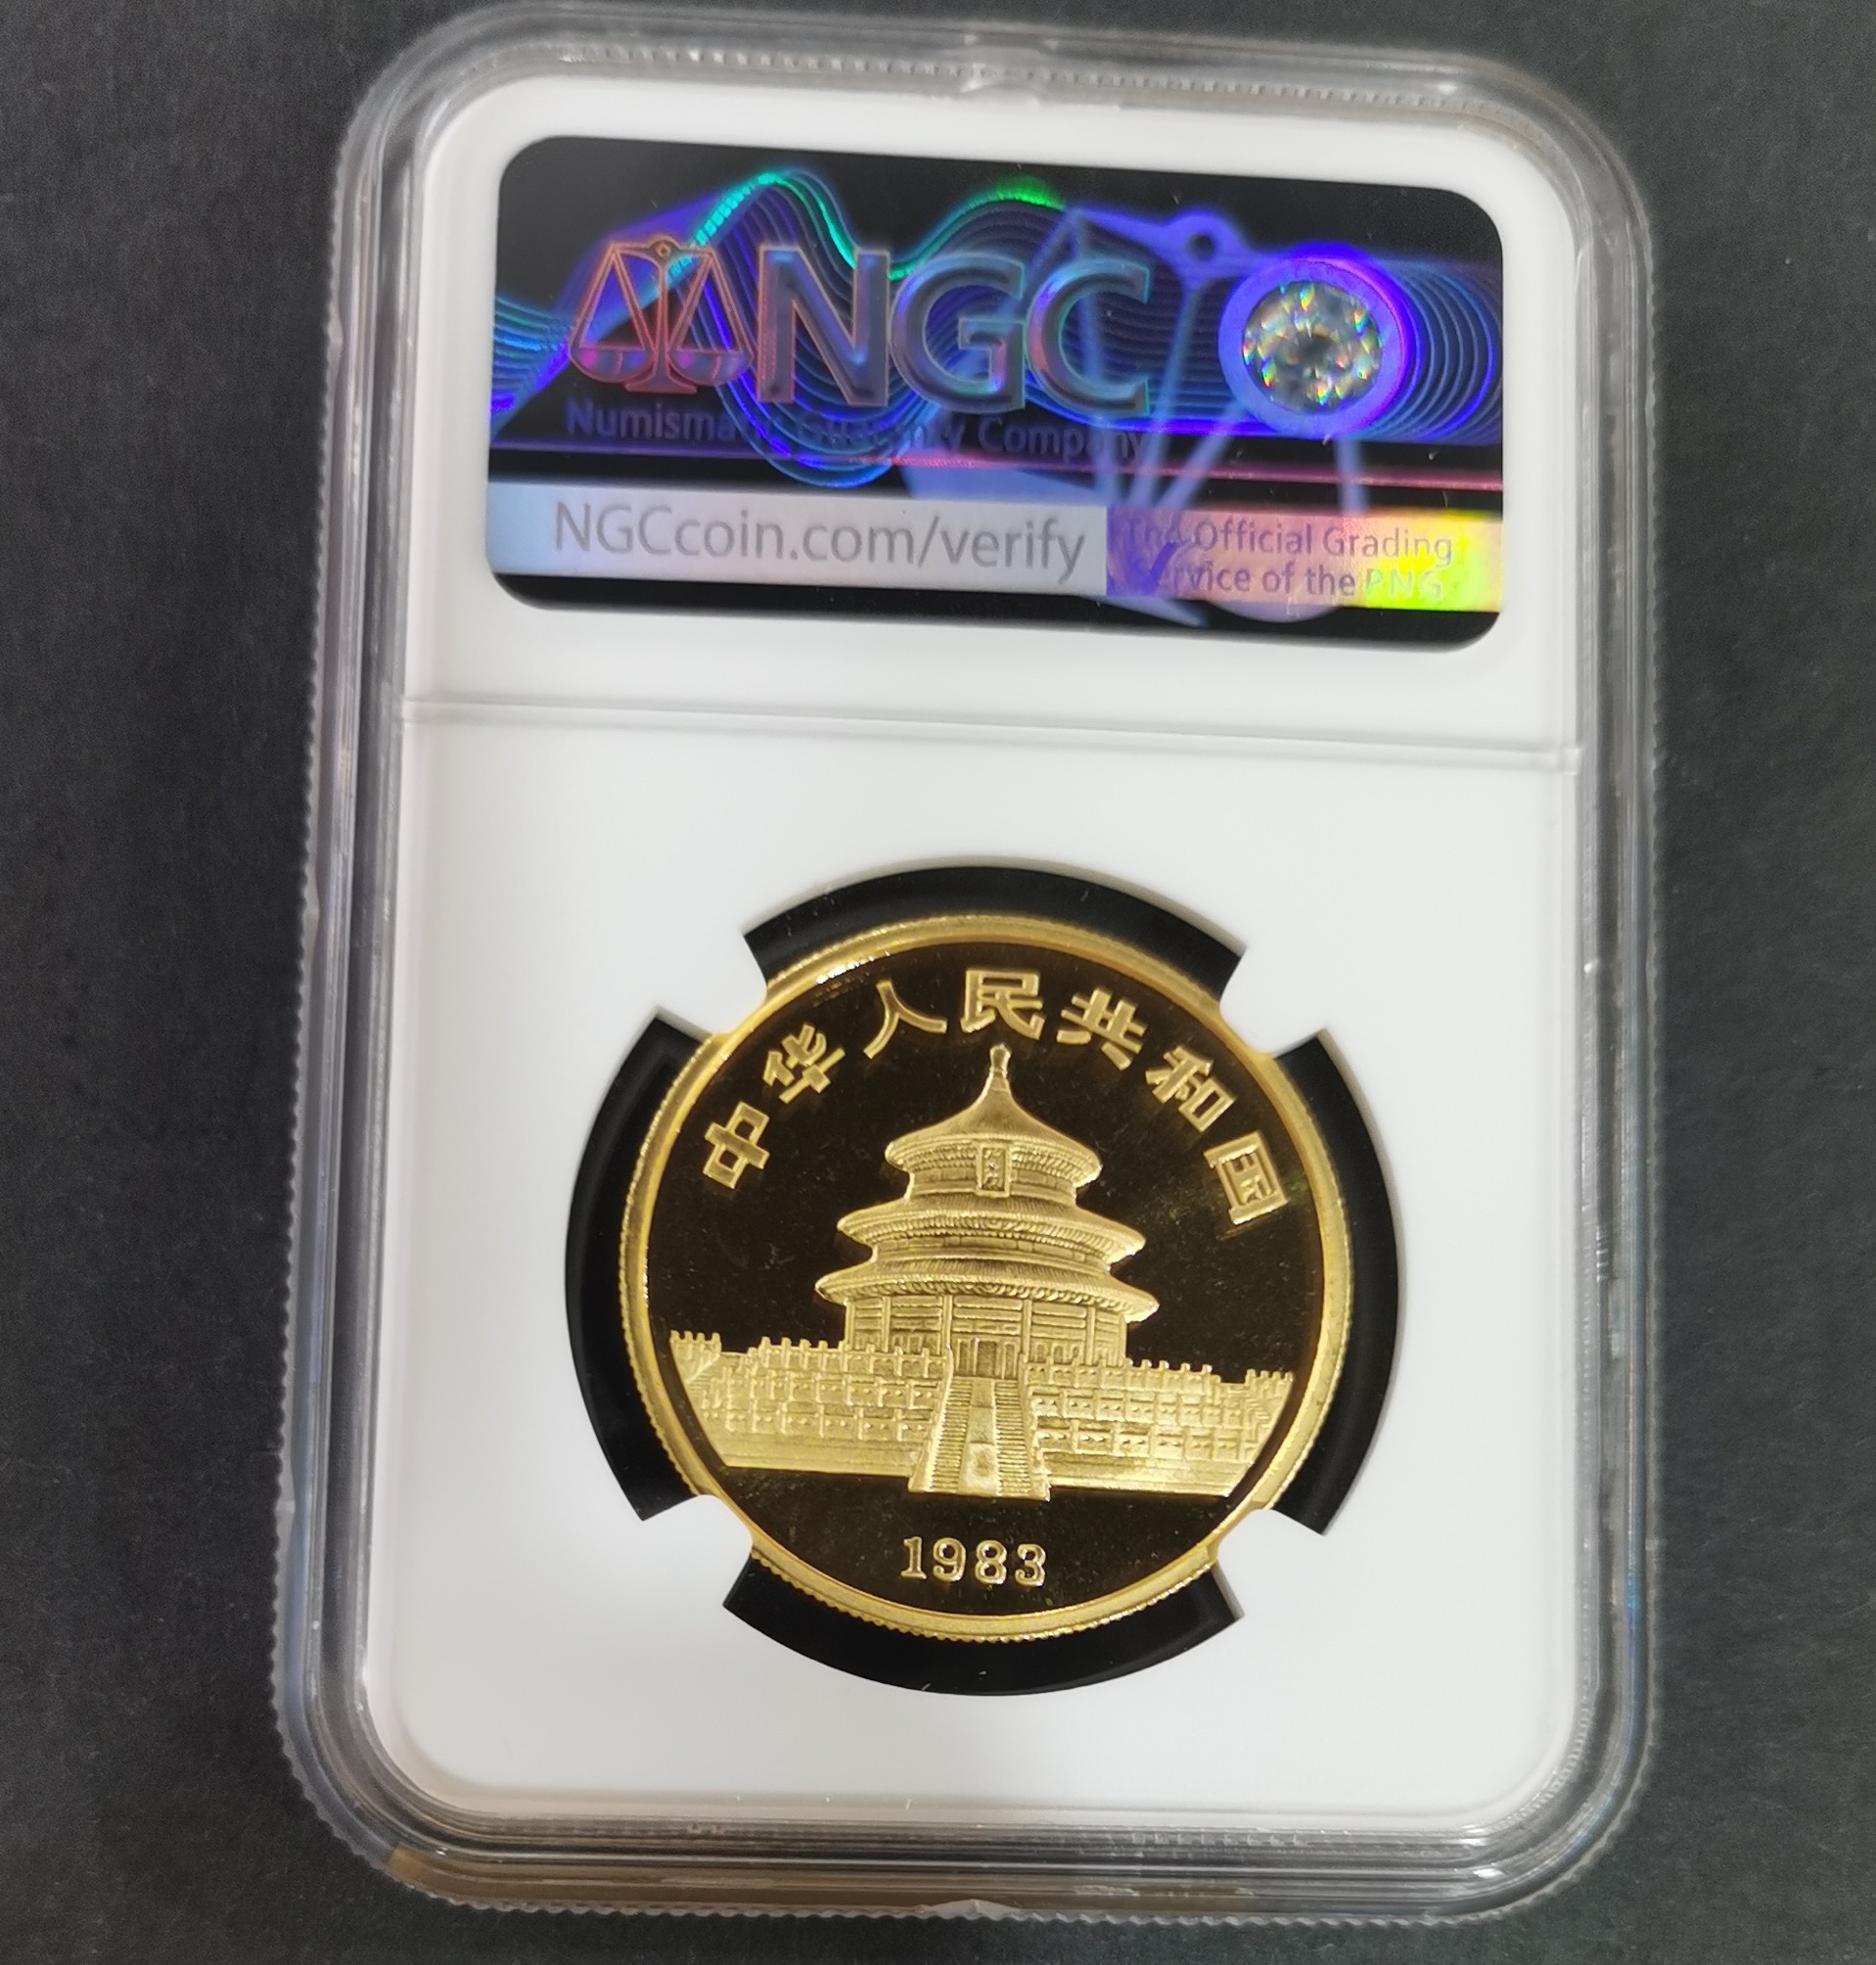 NGC
Numismatic Guaranty Company
NGCcoin.com/verify
The Official Grading
Service of the PNG
中华人民共和国
1983